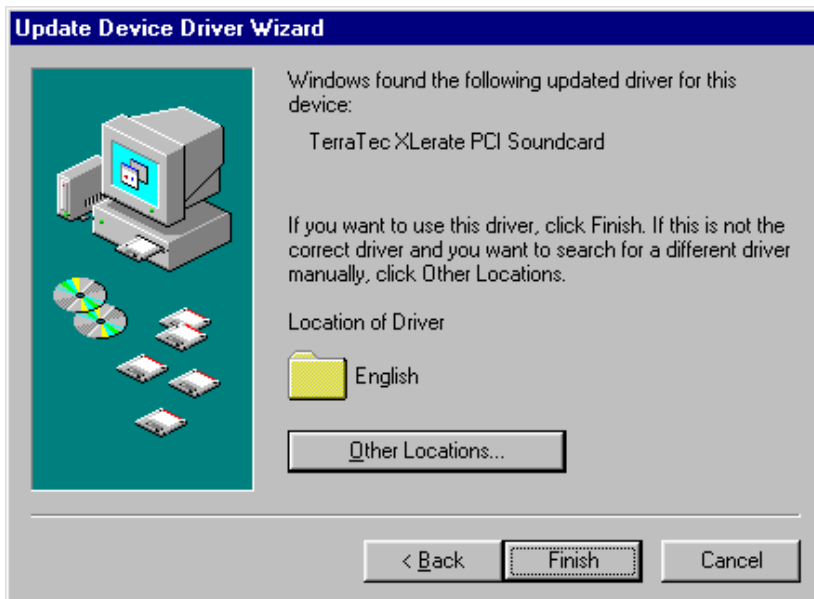 Update Device Driver Wizard
Windows found the following updated driver for this
device:
TerraTec XLerate PCI Soundcard
If you want to use this driver, click Finish. If this is not the
correct driver and you want to search for a different driver
manually, click Other Locations.
Location of Driver
English
Other Locations...
< Back
Finish
Cancel